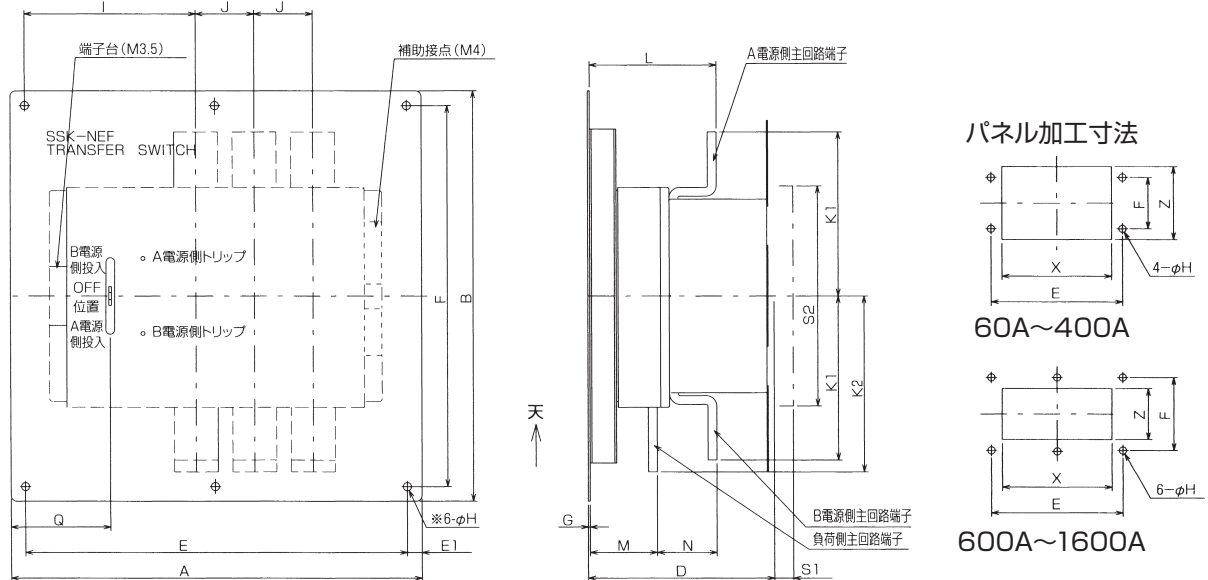 I
J
J
端子台(M3.5)
補助接点(M4)
SSK-NEF
TRANSFER SWITCH
B電源
側投入
OFF
位置
A電源
側投入
A電源側トリップ
B電源側トリップ
F
B
Q
※6-φH
E
E1
A
天
L
A電源側主回路端子
K1
S2
K1
K2
G
M
N
B電源側主回路端子
負荷側主回路端子
D
S1
パネル加工寸法
F
Z
X
4-φH
E
60A～400A
Z
F
X
6-φH
E
600A～1600A